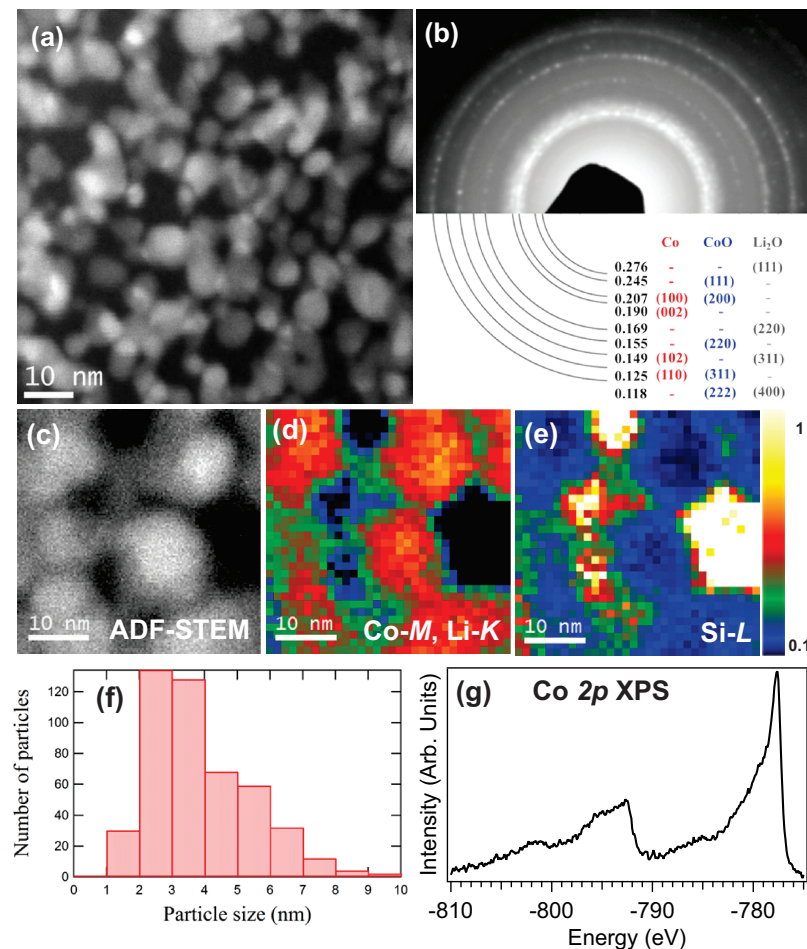 (a)
10 nm
(b)
Co CoO Li₂O
0.276 - - (111)
0.245 - (111) -
0.207 (100) (200) -
0.190 (002) - -
0.169 - - (220)
0.155 - (220) -
0.149 (102) - (311)
0.125 (110) (311) -
0.118 - (222) (400)
(c)
10 nm
ADF-STEM
(d)
10 nm
Co-M, Li-K
(e)
10 nm
Si-L
1
0.1
(f)
Number of particles
120
100
80
60
40
20
0
0 1 2 3 4 5 6 7 8 9 10
Particle size (nm)
(g) Co 2p XPS
Intensity (Arb. Units)
-810 -800 -790 -780
Energy (eV)